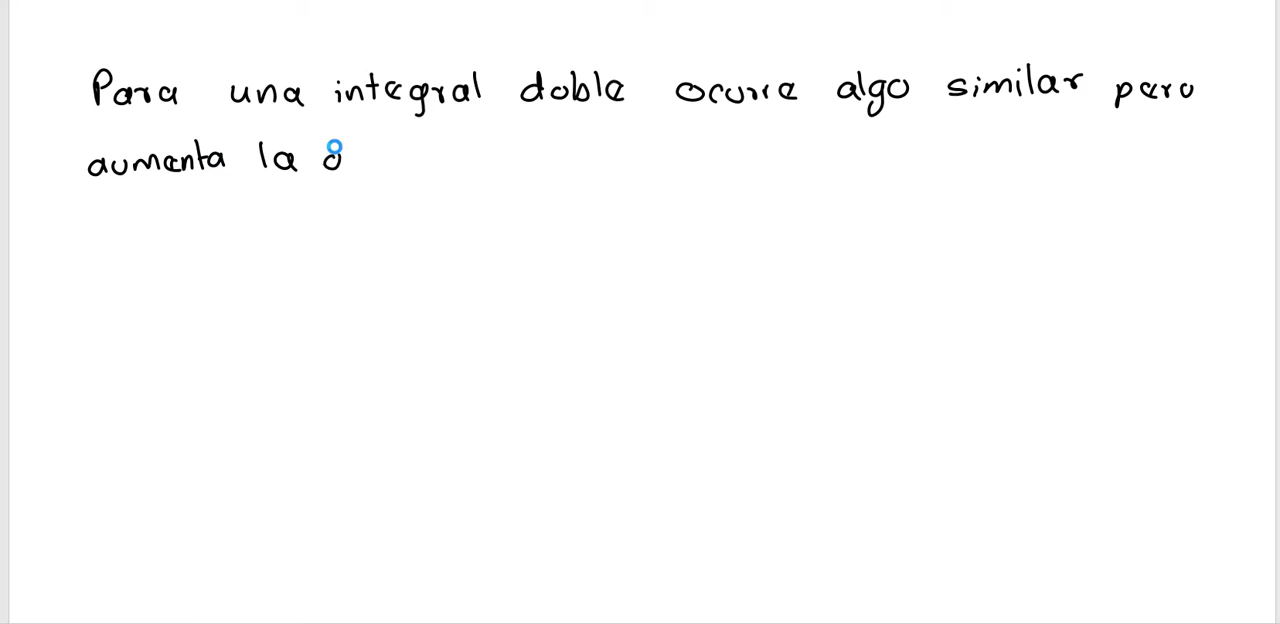 Para una integral doble ocurre algo similar pero
aumenta la